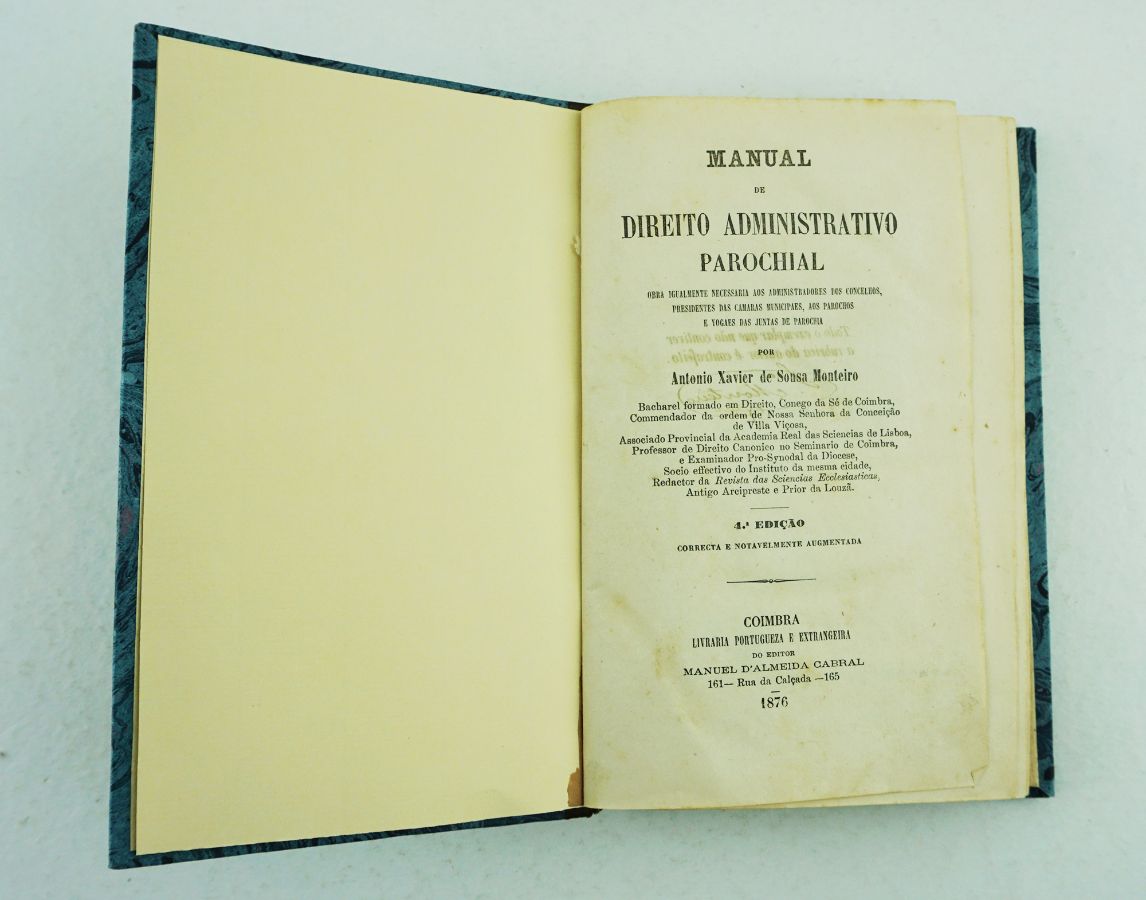 MANUAL
DE
DIREITO ADMINISTRATIVO
PAROCHIAL
OBRA IGUALMENTE NECESSARIA AOS ADMINISTRADORES DOS CONCELHOS,
PRESIDENTES DAS CAMARAS MUNICIPAES, AOS PAROCHOS
E VOGAES DAS JUNTAS DE PAROCHIA
POR
Antonio Xavier de Sousa Monteiro
Bacharel formado em Direito, Conego da Sé de Coimbra,
Commendador da ordem de Nossa Senhora da Conceição
de Villa Viçosa,
Associado Provincial da Academia Real das Sciencias de Lisboa,
Professor de Direito Canonico no Seminario de Coimbra,
e Examinador Pro-Synodal da Diocese,
Socio effectivo do Instituto da mesma cidade,
Redactor da Revista das Sciencias Ecclesiasticas,
Antigo Arcipreste e Prior da Louzã.
4.ª EDIÇÃO
CORRECTA E NOTAVELMENTE AUGMENTADA
COIMBRA
LIVRARIA PORTUGUEZA E EXTRANGEIRA
DO EDITOR
MANUEL D'ALMEIDA CABRAL
161— Rua da Calçada —165
1876